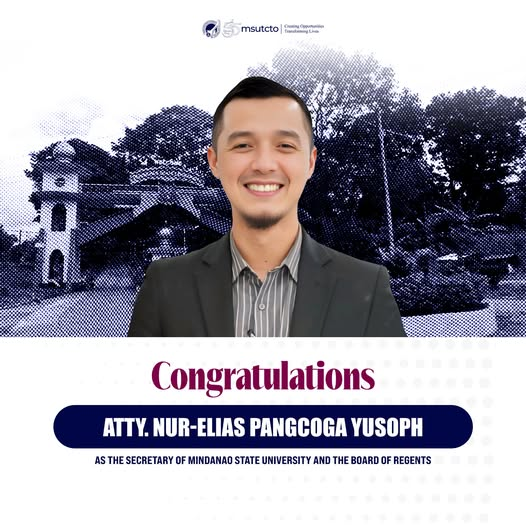 55 msutcto Creating Opportunities
Transforming Lives
Congratulations
ATTY. NUR-ELIAS PANGCOGA YUSOPH
AS THE SECRETARY OF MINDANAO STATE UNIVERSITY AND THE BOARD OF REGENTS